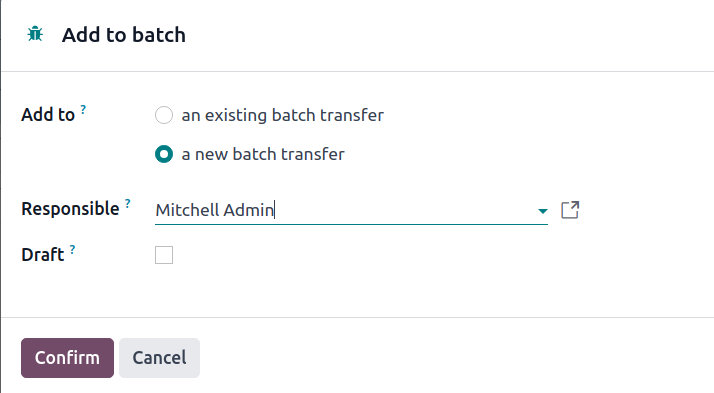 Add to batch
Add to ?
an existing batch transfer
a new batch transfer
Responsible ?
Mitchell Admin
Draft ?
Confirm
Cancel